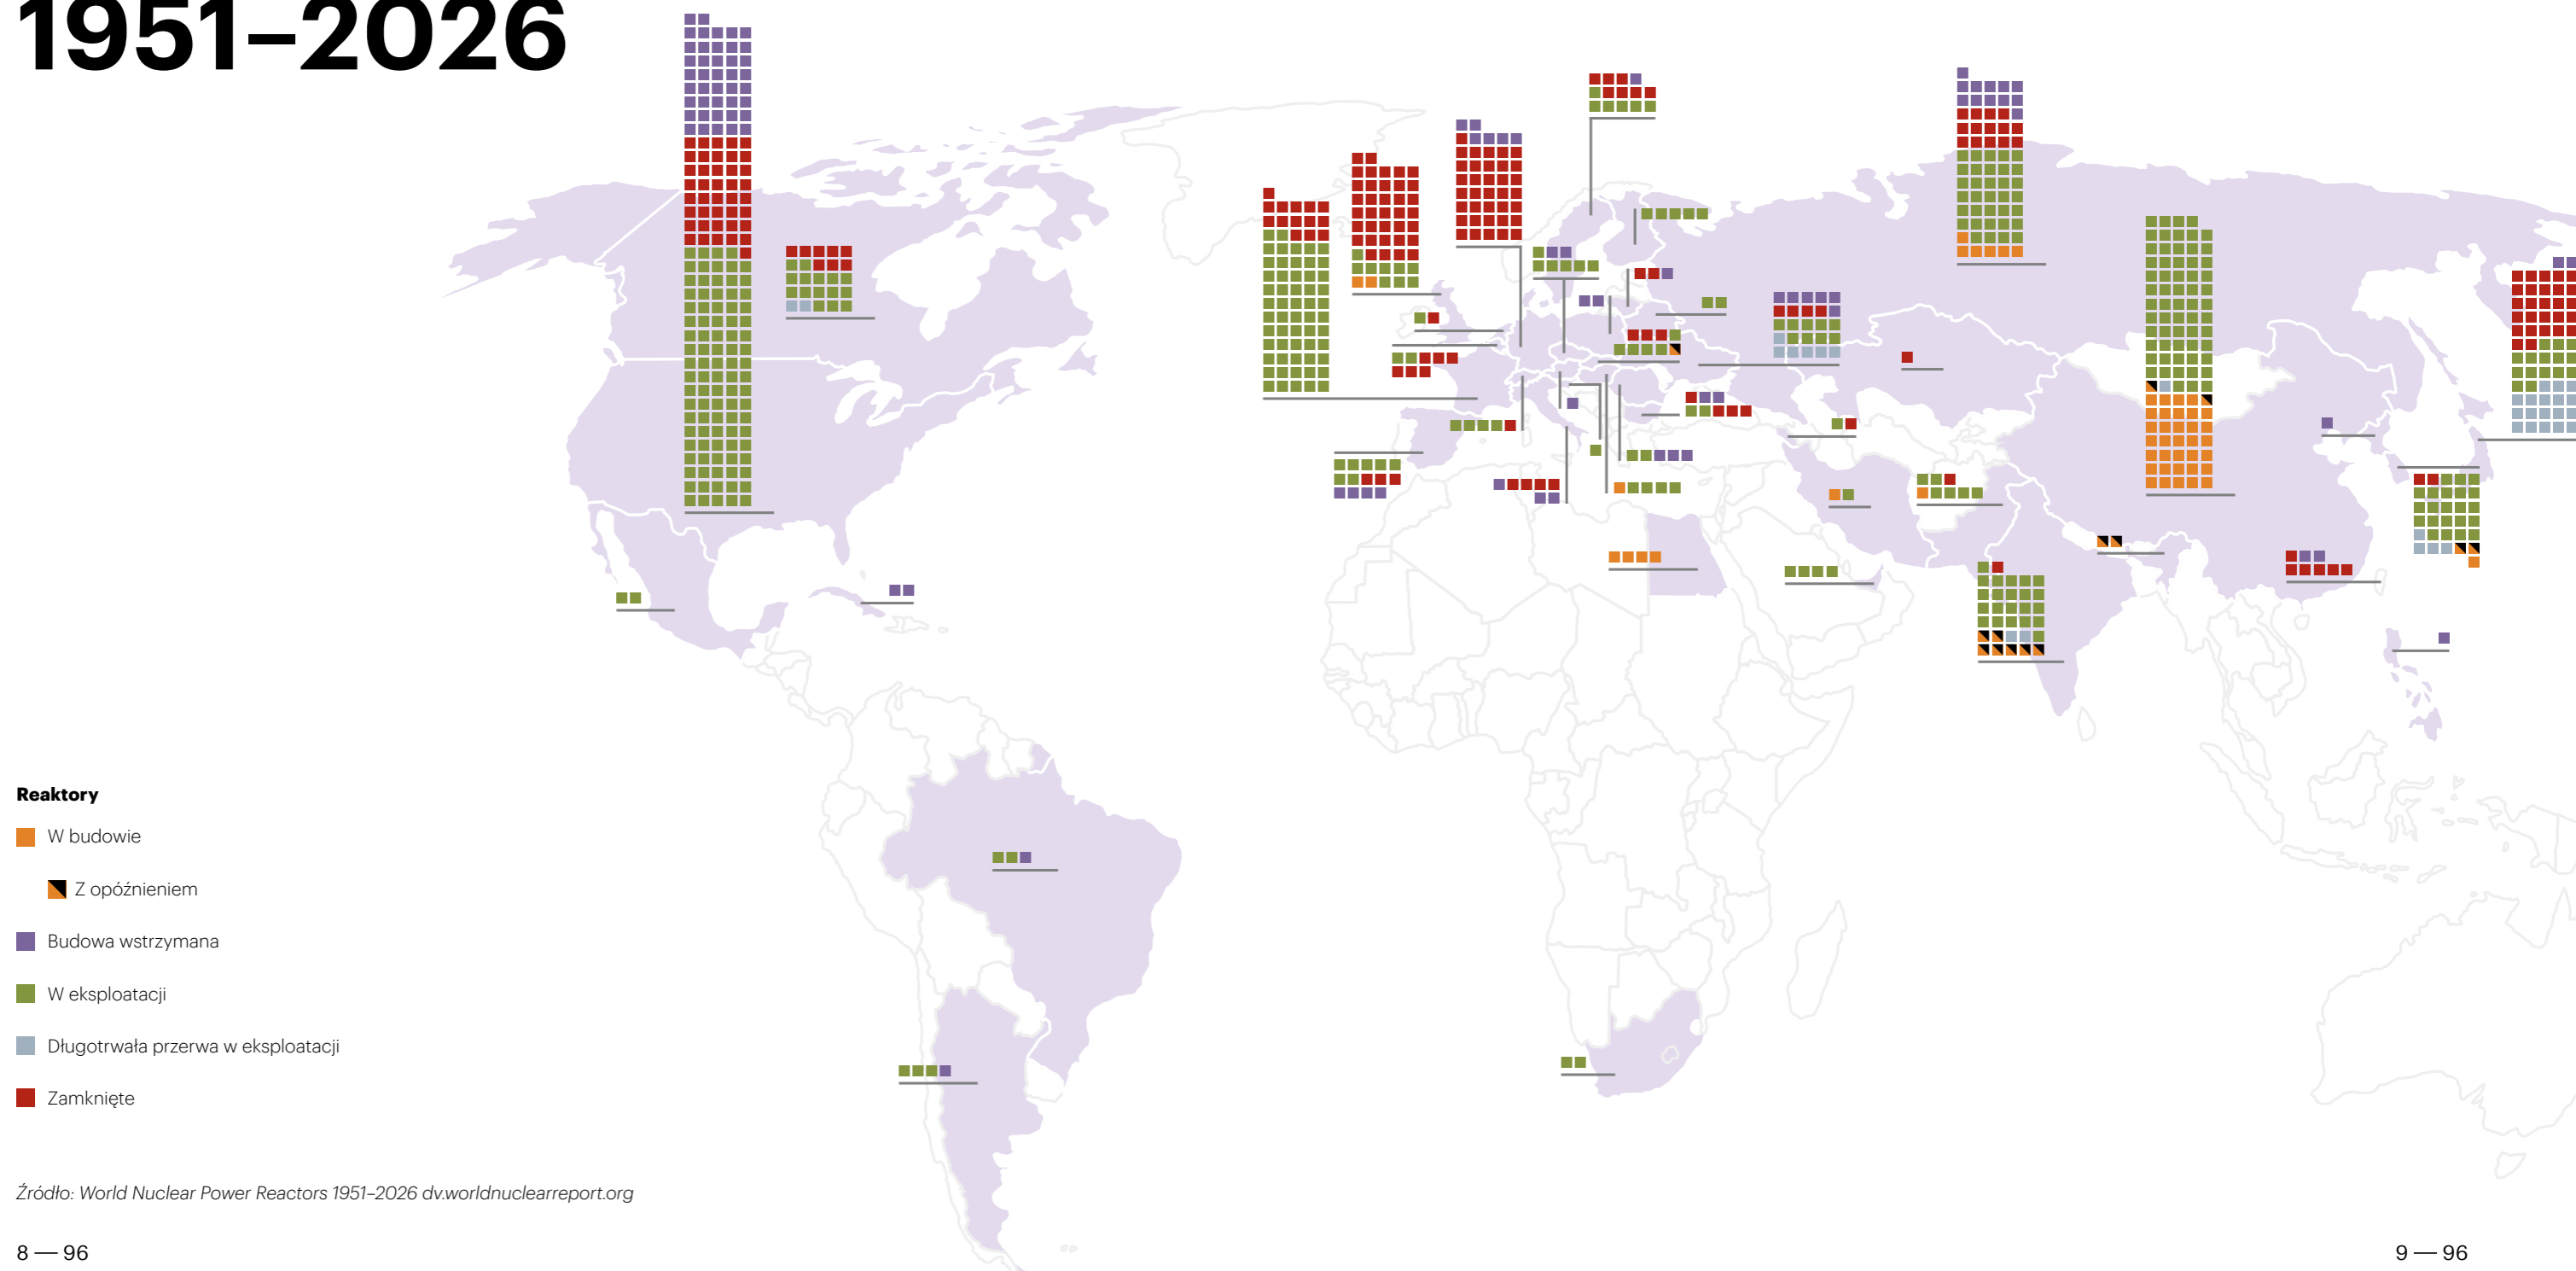 1951–2026
Reaktory
W budowie
Z opóźnieniem
Budowa wstrzymana
W eksploatacji
Długotrwała przerwa w eksploatacji
Zamknięte
Źródło: World Nuclear Power Reactors 1951–2026 dv.worldnuclearreport.org
8 — 96
9 — 96